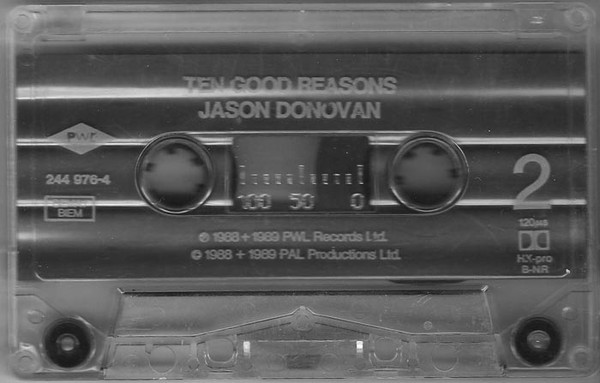 TEN GOOD REASONS
JASON DONOVAN
PWL
244 976-4
BIEM
100 50 0
2
120µs
HX-pro
B-NR
℗ 1988 + 1989 PWL Records Ltd.
© 1988 + 1989 PAL Productions Ltd.